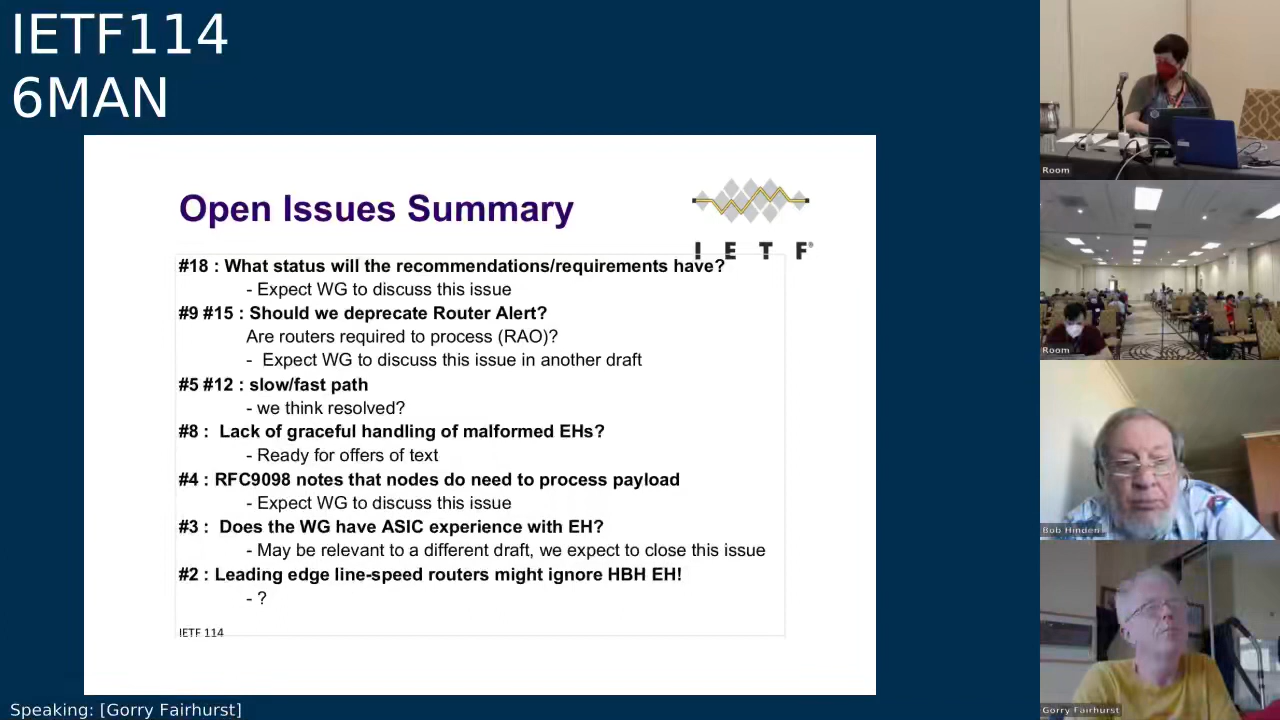 IETF114
6MAN
Open Issues Summary
I E T F®
#18 : What status will the recommendations/requirements have?
- Expect WG to discuss this issue
#9 #15 : Should we deprecate Router Alert?
Are routers required to process (RAO)?
- Expect WG to discuss this issue in another draft
#5 #12 : slow/fast path
- we think resolved?
#8 : Lack of graceful handling of malformed EHs?
- Ready for offers of text
#4 : RFC9098 notes that nodes do need to process payload
- Expect WG to discuss this issue
#3 : Does the WG have ASIC experience with EH?
- May be relevant to a different draft, we expect to close this issue
#2 : Leading edge line-speed routers might ignore HBH EH!
- ?
IETF 114
Speaking: [Gorry Fairhurst]
Room
Room
Bob Hinden
Gorry Fairhurst